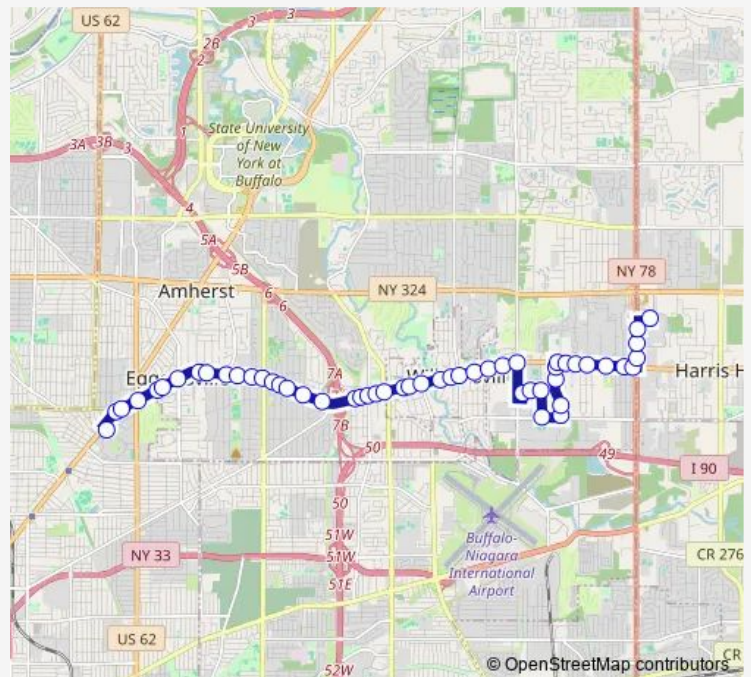 US 62
3
3
2B
2
3A
3B
3
1
State University
of New
York at
Buffalo
4
5A
5B
NY 78
Amherst
6
6
NY 324
7A
Harris H
7B
50
49
I 90
50
51W
51W
51E
NY 33
Buffalo-
Niagara
International
Airport
CR 276
US 62
CR
52W
© OpenStreetMap contributors